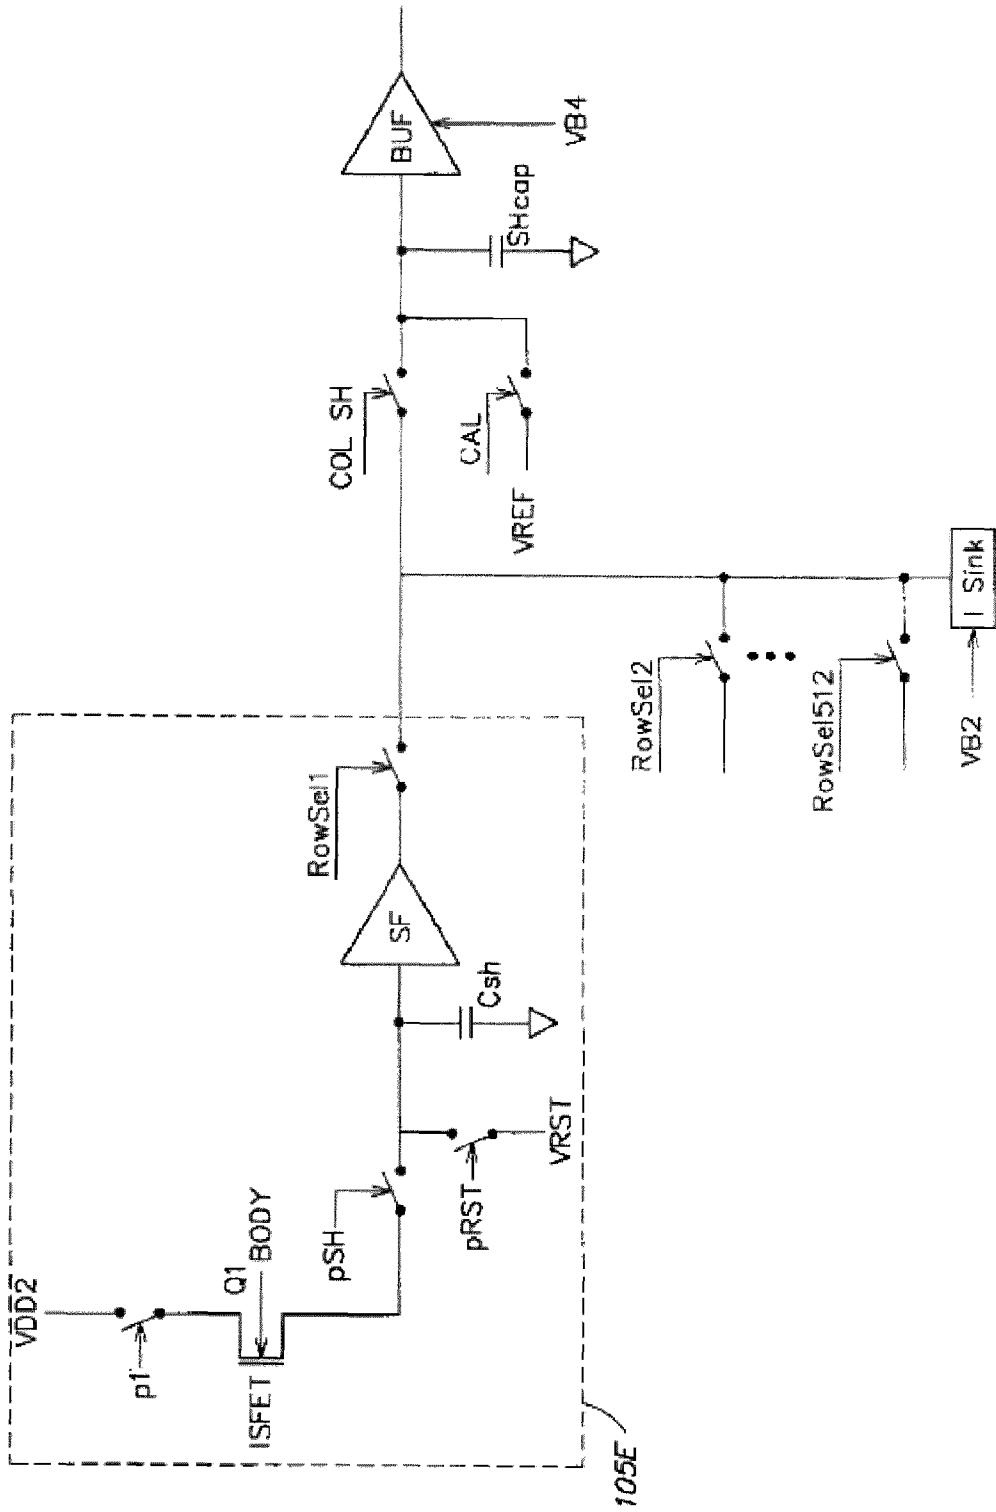 VDD2
p1
Q1
BODY
ISFET
pSH
pRST
VRST
Csh
SF
RowSel1
105E
RowSel2
RowSel512
VB2
I Sink
COL SH
CAL
VREF
SHcap
BUF
VB4